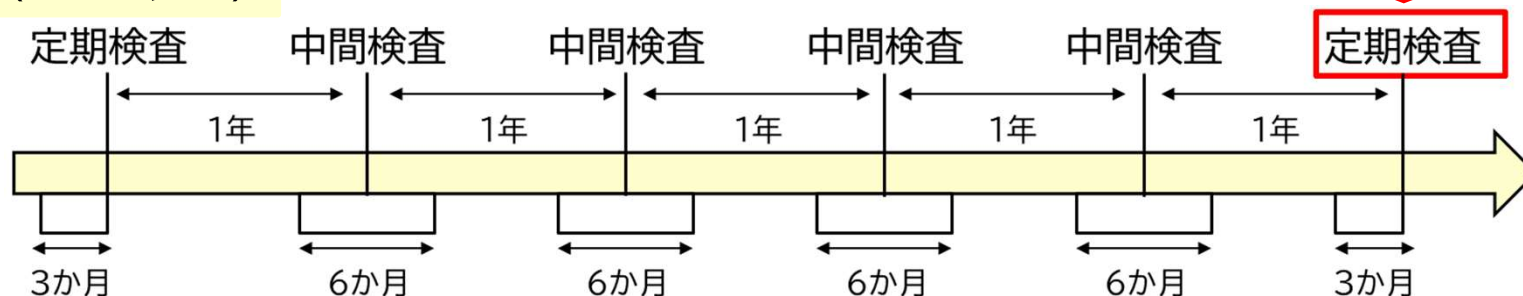 定期検査 中間検査 中間検査 中間検査 中間検査 定期検査
1年 1年 1年 1年 1年
3か月 6か月 6か月 6か月 6か月 3か月